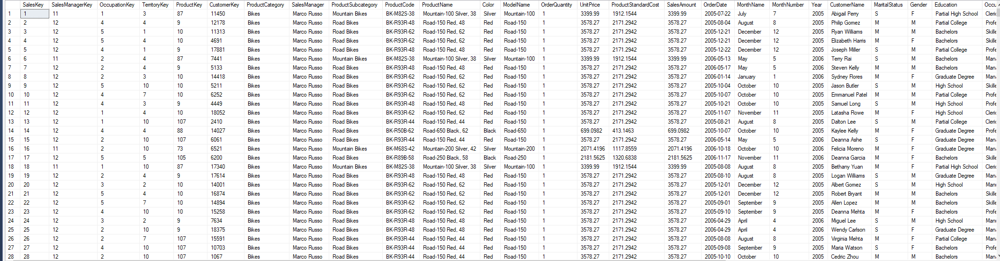 SalesKey SalesManagerKey OccupationKey TerritoryKey ProductKey CustomerKey ProductCategory SalesManager ProductSubcategory ProductCode ProductName Color ModelName OrderQuantity UnitPrice ProductStandardCost SalesAmount OrderDate MonthName MonthNumber Year CustomerName MaritalStatus Gender Education Occu
1 1 11 1 3 87 11450 Bikes Marco Russo Mountain Bikes BK-M82S-38 Mountain-100 Silver, 38 Silver Mountain-100 1 3399.99 1912.1544 3399.99 2005-07-22 July 7 2005 Abigail Perry S F Partial High School Cleric
2 2 12 4 4 9 12178 Bikes Marco Russo Road Bikes BK-R93R-48 Road-150 Red, 48 Red Road-150 1 3578.27 2171.2942 3578.27 2005-08-04 August 8 2005 Philip Gomez M M Partial College Profe
3 3 12 5 1 10 11313 Bikes Marco Russo Road Bikes BK-R93R-62 Road-150 Red, 62 Red Road-150 1 3578.27 2171.2942 3578.27 2005-12-21 December 12 2005 Ryan Williams M M Bachelors Skille
4 4 12 5 4 10 4691 Bikes Marco Russo Road Bikes BK-R93R-62 Road-150 Red, 62 Red Road-150 1 3578.27 2171.2942 3578.27 2005-12-21 December 12 2005 Elizabeth Harris M F Bachelors Skille
5 5 12 4 1 9 17881 Bikes Marco Russo Road Bikes BK-R93R-48 Road-150 Red, 48 Red Road-150 1 3578.27 2171.2942 3578.27 2005-12-22 December 12 2005 Joseph Miller S M Partial College Profe
6 6 11 2 4 87 7441 Bikes Marco Russo Mountain Bikes BK-M82S-38 Mountain-100 Silver, 38 Silver Mountain-100 1 3399.99 1912.1544 3399.99 2006-05-13 May 5 2006 Terry Rai S M Bachelors Mana
7 7 12 2 4 9 5133 Bikes Marco Russo Road Bikes BK-R93R-48 Road-150 Red, 48 Red Road-150 1 3578.27 2171.2942 3578.27 2006-05-17 May 5 2006 Steven Kelly M M Bachelors Mana
8 8 12 2 3 10 14418 Bikes Marco Russo Road Bikes BK-R93R-62 Road-150 Red, 62 Red Road-150 1 3578.27 2171.2942 3578.27 2006-01-14 January 1 2006 Sydney Flores M F Graduate Degree Mana
9 9 12 5 10 10 5211 Bikes Marco Russo Road Bikes BK-R93R-62 Road-150 Red, 62 Red Road-150 1 3578.27 2171.2942 3578.27 2005-10-04 October 10 2005 Jason Butler S M High School Skille
10 10 12 4 7 10 6252 Bikes Marco Russo Road Bikes BK-R93R-62 Road-150 Red, 62 Red Road-150 1 3578.27 2171.2942 3578.27 2005-10-07 October 10 2005 Emmanuel Patel M M Partial College Profe
11 11 12 4 3 9 4449 Bikes Marco Russo Road Bikes BK-R93R-48 Road-150 Red, 48 Red Road-150 1 3578.27 2171.2942 3578.27 2005-10-21 October 10 2005 Samuel Long S M High School Profe
12 12 12 1 4 10 18052 Bikes Marco Russo Road Bikes BK-R93R-62 Road-150 Red, 62 Red Road-150 1 3578.27 2171.2942 3578.27 2005-11-07 November 11 2005 Latasha Rowe M F High School Cleric
13 13 12 1 10 107 2410 Bikes Marco Russo Road Bikes BK-R93R-44 Road-150 Red, 44 Red Road-150 1 3578.27 2171.2942 3578.27 2005-08-21 August 8 2005 Dalton Lee S M Partial College Cleric
14 14 12 4 4 88 14027 Bikes Marco Russo Road Bikes BK-R50B-62 Road-650 Black, 62 Black Road-650 1 699.0982 413.1463 699.0982 2005-10-07 October 10 2005 Kaylee Kelly M F Graduate Degree Profe
15 15 12 2 10 107 6061 Bikes Marco Russo Road Bikes BK-R93R-44 Road-150 Red, 44 Red Road-150 1 3578.27 2171.2942 3578.27 2006-05-14 May 5 2006 Deanna Ashe S F Graduate Degree Mana
16 16 11 2 10 73 6521 Bikes Marco Russo Mountain Bikes BK-M68S-42 Mountain-200 Silver, 42 Silver Mountain-200 1 2071.4196 1117.8559 2071.4196 2006-10-18 October 10 2006 Felicia Moreno M F Graduate Degree Mana
17 17 12 5 5 105 6200 Bikes Marco Russo Road Bikes BK-R89B-58 Road-250 Black, 58 Black Road-250 1 2181.5625 1320.6838 2181.5625 2006-11-17 November 11 2006 Deanna Garcia M F Bachelors Skille
18 18 11 1 10 87 17340 Bikes Marco Russo Mountain Bikes BK-M82S-38 Mountain-100 Silver, 38 Silver Mountain-100 1 3399.99 1912.1544 3399.99 2005-08-08 August 8 2005 Bethany Yuan M F Partial High School Cleric
19 19 12 2 4 9 17614 Bikes Marco Russo Road Bikes BK-R93R-48 Road-150 Red, 48 Red Road-150 1 3578.27 2171.2942 3578.27 2005-08-10 August 8 2005 Logan Williams S M Graduate Degree Mana
20 20 12 3 2 10 14001 Bikes Marco Russo Road Bikes BK-R93R-62 Road-150 Red, 62 Red Road-150 1 3578.27 2171.2942 3578.27 2005-12-01 December 12 2005 Albert Gomez S M High School Manu
21 21 12 5 4 10 16874 Bikes Marco Russo Road Bikes BK-R93R-62 Road-150 Red, 62 Red Road-150 1 3578.27 2171.2942 3578.27 2005-12-01 December 12 2005 Robert Bryant M M Bachelors Skille
22 22 12 5 7 10 14894 Bikes Marco Russo Road Bikes BK-R93R-62 Road-150 Red, 62 Red Road-150 1 3578.27 2171.2942 3578.27 2005-09-01 September 9 2005 Allen Lopez M M Bachelors Skille
23 23 12 4 10 10 15258 Bikes Marco Russo Road Bikes BK-R93R-62 Road-150 Red, 62 Red Road-150 1 3578.27 2171.2942 3578.27 2005-09-10 September 9 2005 Deanna Mehta M F Bachelors Profe
24 24 12 3 2 9 7634 Bikes Marco Russo Road Bikes BK-R93R-48 Road-150 Red, 48 Red Road-150 1 3578.27 2171.2942 3578.27 2006-04-29 April 4 2006 Miguel Lee S M High School Manu
25 25 12 2 10 9 18375 Bikes Marco Russo Road Bikes BK-R93R-48 Road-150 Red, 48 Red Road-150 1 3578.27 2171.2942 3578.27 2006-04-29 April 4 2006 Wendy Carlson S F Graduate Degree Mana
26 26 12 2 7 107 15591 Bikes Marco Russo Road Bikes BK-R93R-44 Road-150 Red, 44 Red Road-150 1 3578.27 2171.2942 3578.27 2005-08-08 August 8 2005 Virginia Mehta M F Partial College Mana
27 27 12 4 10 107 10703 Bikes Marco Russo Road Bikes BK-R93R-44 Road-150 Red, 44 Red Road-150 1 3578.27 2171.2942 3578.27 2005-09-08 September 9 2005 Maria Watson S F Bachelors Profe
28 28 12 2 10 107 1067 Bikes Marco Russo Road Bikes BK-R93R-44 Road-150 Red, 44 Red Road-150 1 3578.27 2171.2942 3578.27 2005-10-10 October 10 2005 Cedric Zhou M M Bachelors Mana